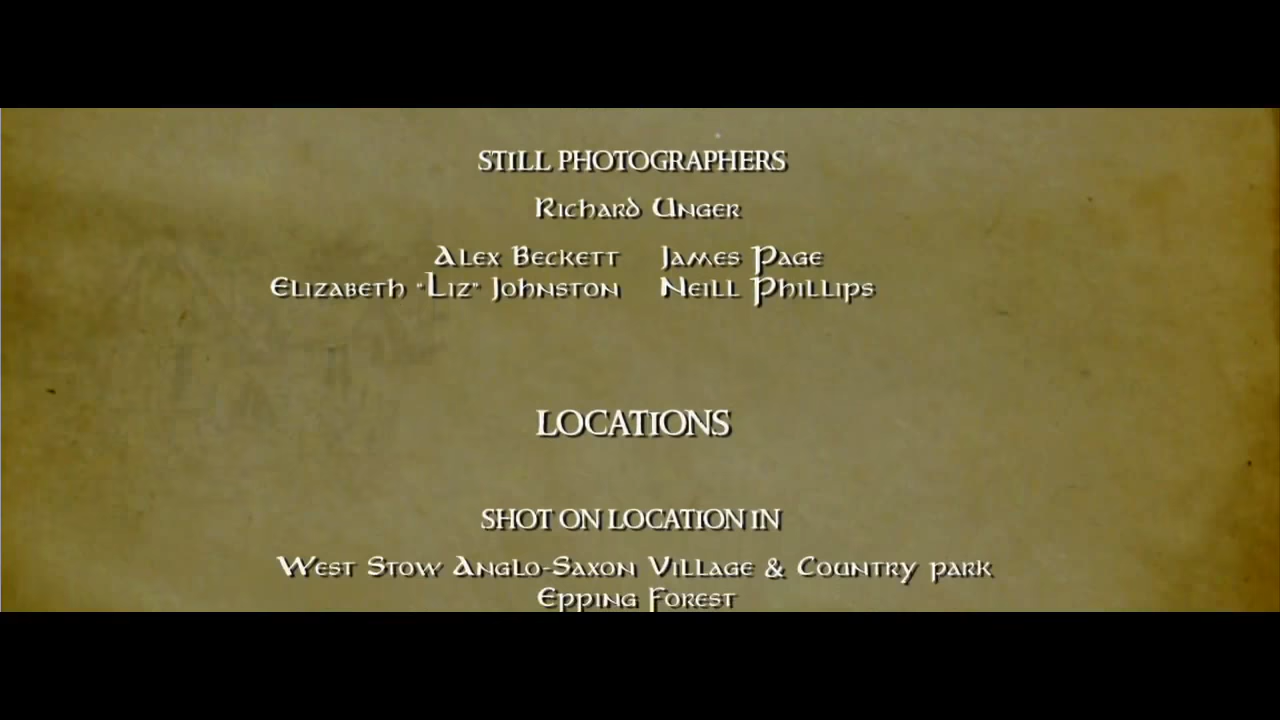 STILL PHOTOGRAPHERS
Richard Unger
Alex Beckett James Page
Elizabeth "Liz" Johnston Neill Phillips
LOCATIONS
SHOT ON LOCATION IN
West Stow Anglo-Saxon Village & Country park
Epping Forest